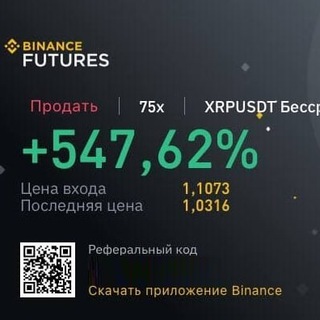 BINANCE
FUTURES
Продать | 75x | XRPUSDT Бесср
+547,62%
Цена входа 1,1073
Последняя цена 1,0316
Реферальный код
Скачать приложение Binance